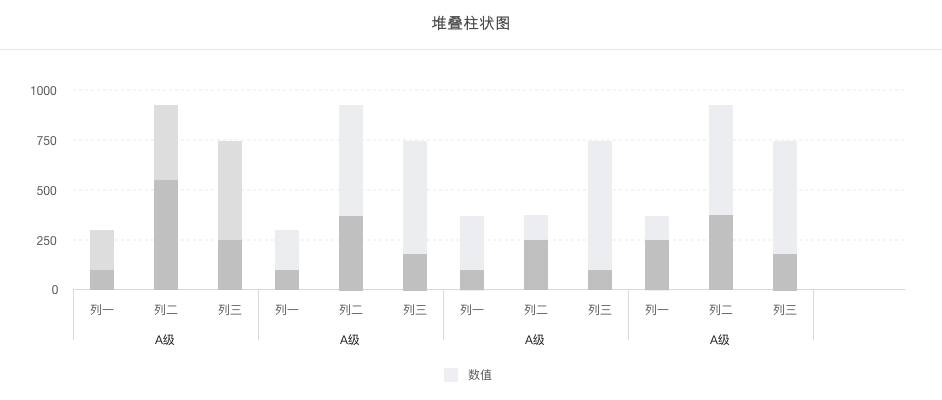 堆叠柱状图
1000
750
500
250
0
列一 列二 列三 列一 列二 列三 列一 列二 列三 列一 列二 列三
A级 A级 A级 A级
数值